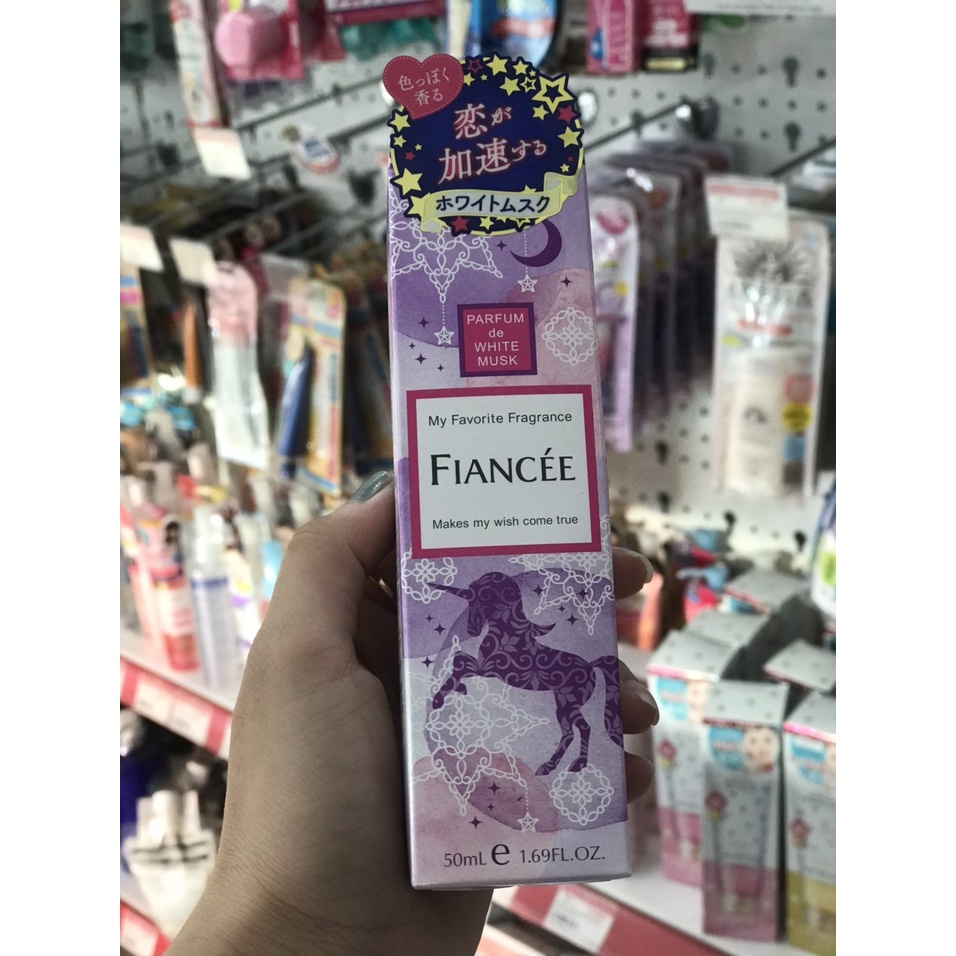 色っぽく
香る
恋が
加速する
ホワイトムスク
PARFUM
de
WHITE
MUSK
My Favorite Fragrance
FIANCÉE
Makes my wish come true
50mL e 1.69FL.OZ.